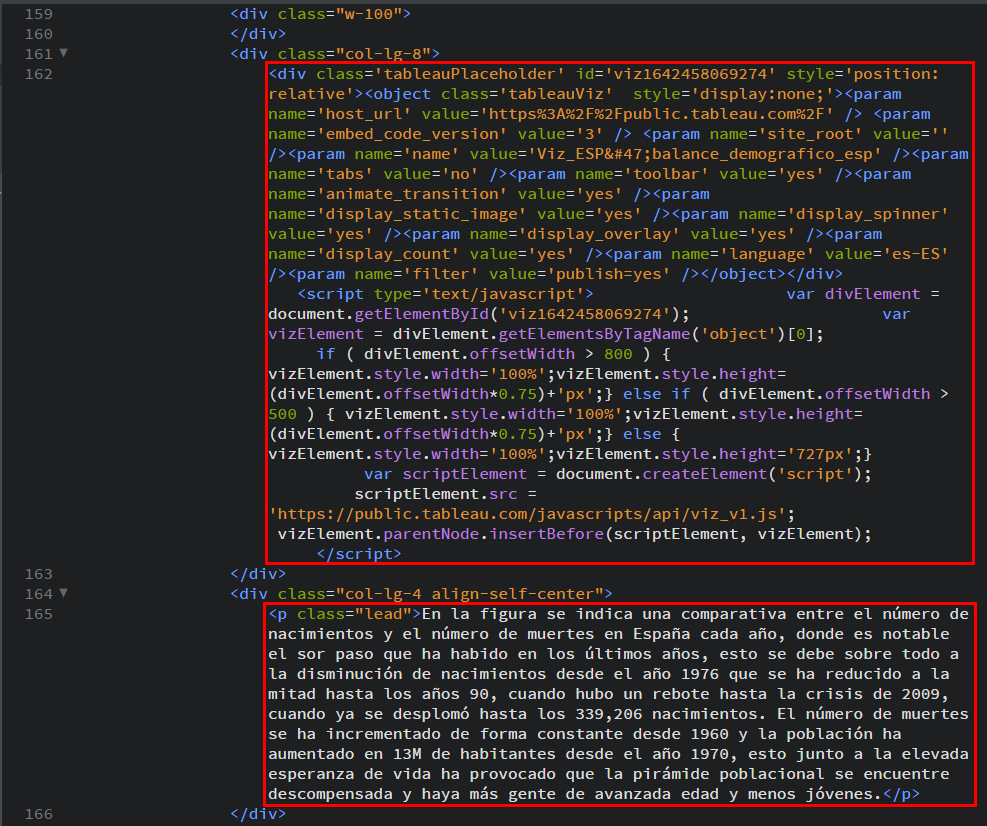 159 <div class="w-100">
160 </div>
161 <div class="col-lg-8">
162 <div class='tableauPlaceholder' id='viz1642458069274' style='position:
relative'><object class='tableauViz'  style='display:none;'><param
name='host_url' value='https%3A%2F%2Fpublic.tableau.com%2F' /> <param
name='embed_code_version' value='3' /> <param name='site_root' value=''
/><param name='name' value='Viz_ESP&#47;balance_demografico_esp' /><param
name='tabs' value='no' /><param name='toolbar' value='yes' /><param
name='animate_transition' value='yes' /><param
name='display_static_image' value='yes' /><param name='display_spinner'
value='yes' /><param name='display_overlay' value='yes' /><param
name='display_count' value='yes' /><param name='language' value='es-ES'
/><param name='filter' value='publish=yes' /></object></div>
<script type='text/javascript'>                    var divElement =
document.getElementById('viz1642458069274');                    var
vizElement = divElement.getElementsByTagName('object')[0];
if ( divElement.offsetWidth > 800 ) {
vizElement.style.width='100%';vizElement.style.height=
(divElement.offsetWidth*0.75)+'px';} else if ( divElement.offsetWidth >
500 ) { vizElement.style.width='100%';vizElement.style.height=
(divElement.offsetWidth*0.75)+'px';} else {
vizElement.style.width='100%';vizElement.style.height='727px';}
var scriptElement = document.createElement('script');
scriptElement.src =
'https://public.tableau.com/javascripts/api/viz_v1.js';
vizElement.parentNode.insertBefore(scriptElement, vizElement);
</script>
163 </div>
164 <div class="col-lg-4 align-self-center">
165 <p class="lead">En la figura se indica una comparativa entre el número de
nacimientos y el número de muertes en España cada año, donde es notable
el sor paso que ha habido en los últimos años, esto se debe sobre todo a
la disminución de nacimientos desde el año 1976 que se ha reducido a la
mitad hasta los años 90, cuando hubo un rebote hasta la crisis de 2009,
cuando ya se desplomó hasta los 339,206 nacimientos. El número de muertes
se ha incrementado de forma constante desde 1960 y la población ha
aumentado en 13M de habitantes desde el año 1970, esto junto a la elevada
esperanza de vida ha provocado que la pirámide poblacional se encuentre
descompensada y haya más gente de avanzada edad y menos jóvenes.</p>
166 </div>